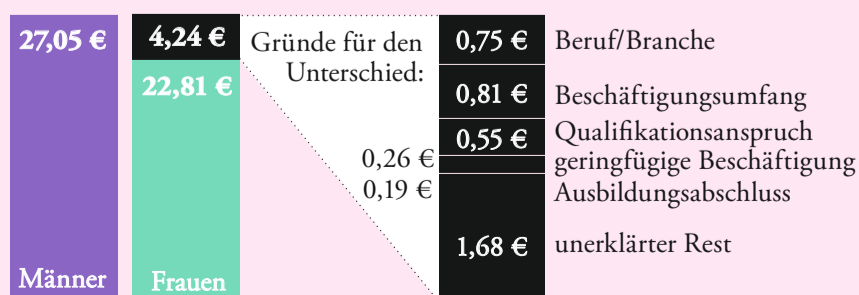 27,05 €
4,24 €
22,81 €
Männer
Frauen
Gründe für den
Unterschied:
0,75 €
Beruf/Branche
0,81 €
Beschäftigungsumfang
0,55 €
Qualifikationsanspruch
0,26 €
geringfügige Beschäftigung
0,19 €
Ausbildungsabschluss
1,68 €
unerklärter Rest